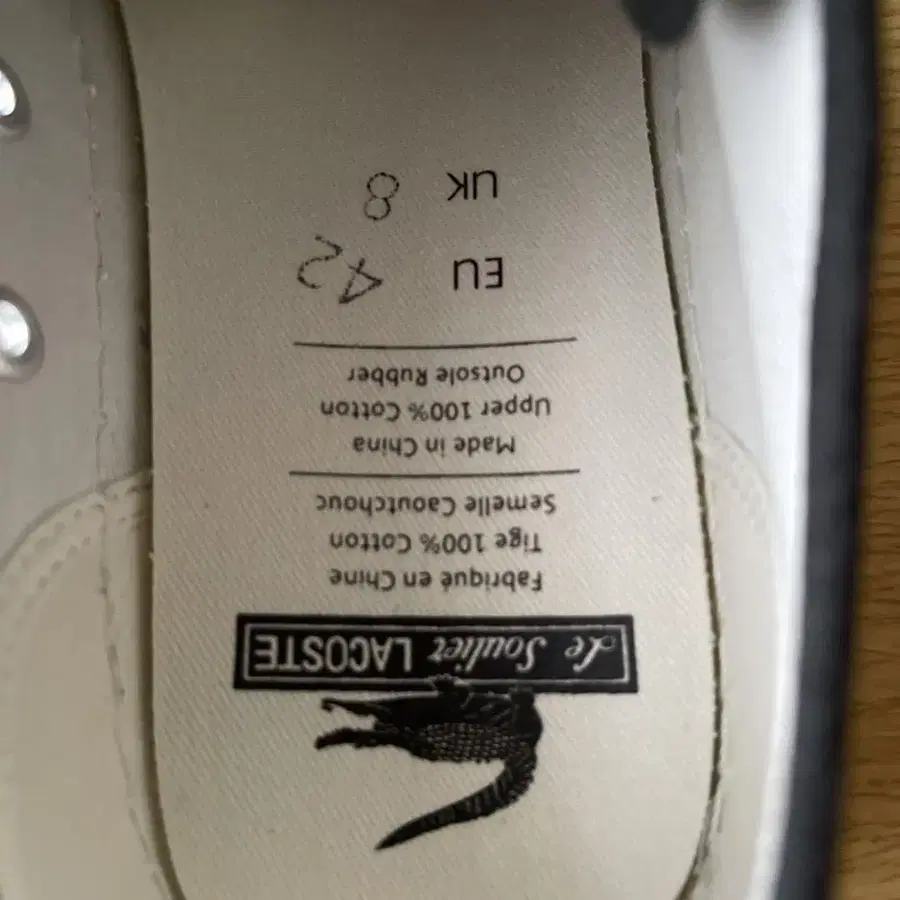 Le Soulier LACOSTE
Fabriqué en Chine
Tige 100% Cotton
Semelle Caoutchouc
Made in China
Upper 100% Cotton
Outsole Rubber
EU 42
UK 8